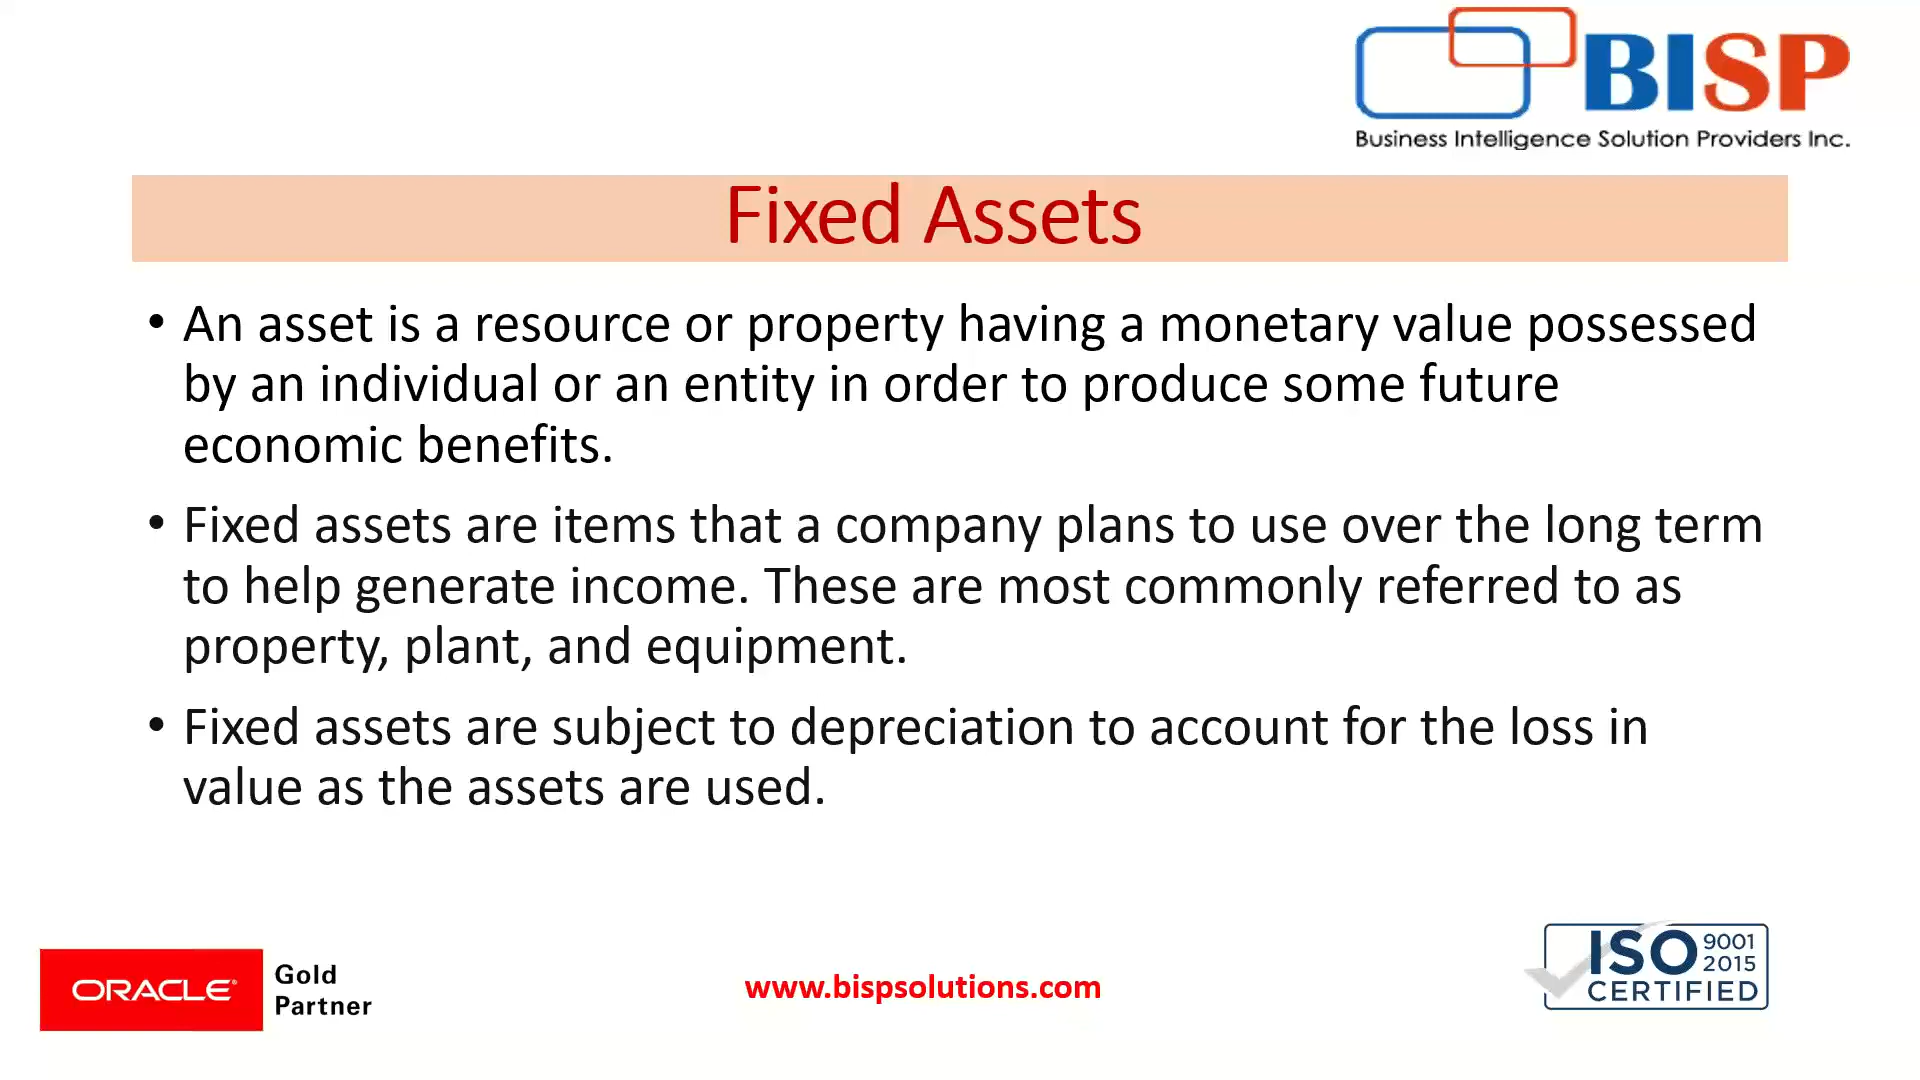 BISP
Business Intelligence Solution Providers Inc.
Fixed Assets
• An asset is a resource or property having a monetary value possessed
by an individual or an entity in order to produce some future
economic benefits.
• Fixed assets are items that a company plans to use over the long term
to help generate income. These are most commonly referred to as
property, plant, and equipment.
• Fixed assets are subject to depreciation to account for the loss in
value as the assets are used.
ORACLE
Gold
Partner
www.bispsolutions.com
ISO 9001
2015
CERTIFIED